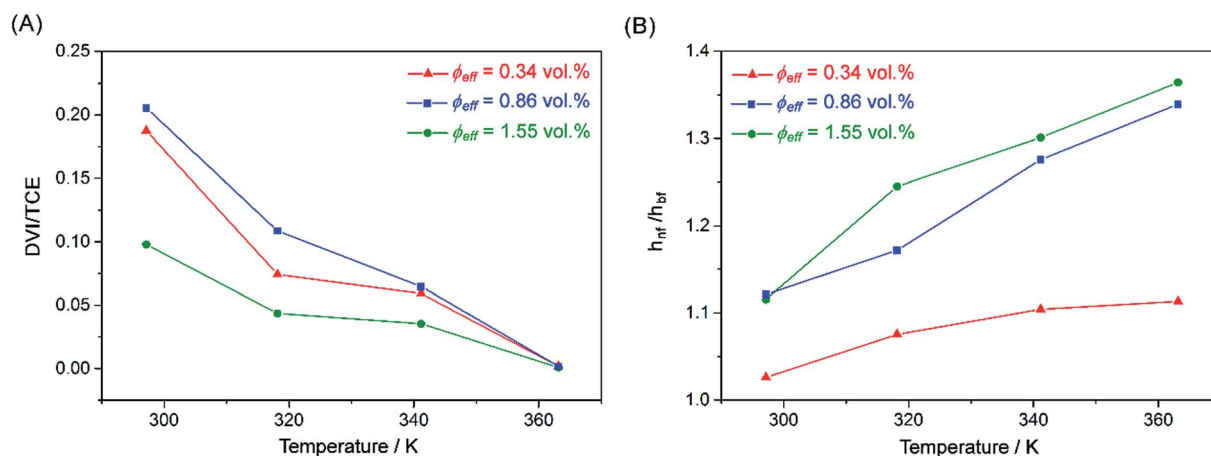 (A)
0.25
0.20
0.15
0.10
0.05
0.00
DVI/TCE
ϕeff = 0.34 vol.%
ϕeff = 0.86 vol.%
ϕeff = 1.55 vol.%
300 320 340 360
Temperature / K
(B)
1.4
1.3
1.2
1.1
1.0
hnf /hbf
ϕeff = 0.34 vol.%
ϕeff = 0.86 vol.%
ϕeff = 1.55 vol.%
300 320 340 360
Temperature / K